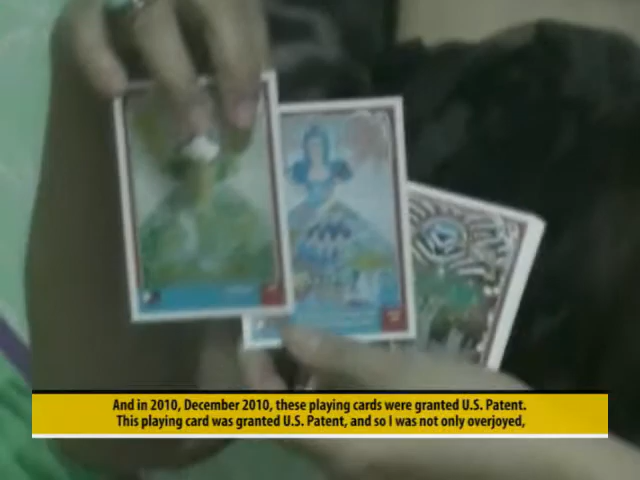 And in 2010, December 2010, these playing cards were granted U.S. Patent.
This playing card was granted U.S. Patent, and so I was not only overjoyed,